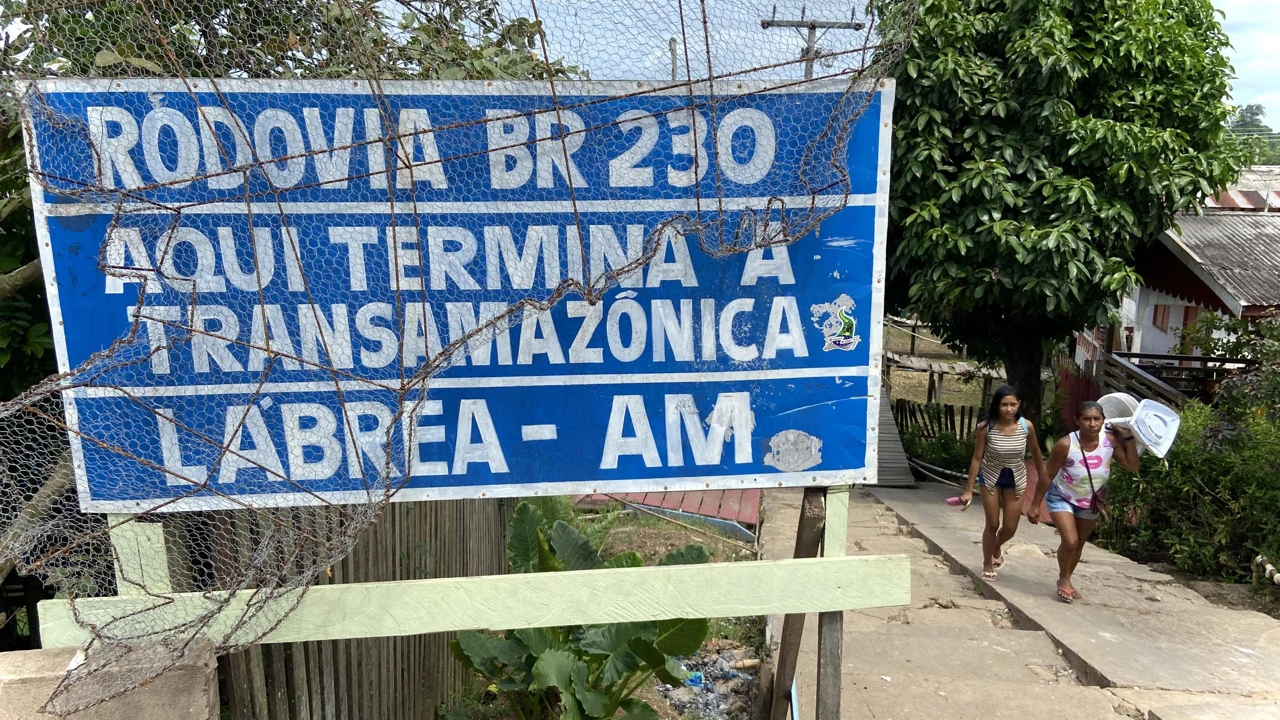 RODOVIA BR 230
AQUI TERMINA A
TRANSAMAZÔNICA
LÁBREA - AM